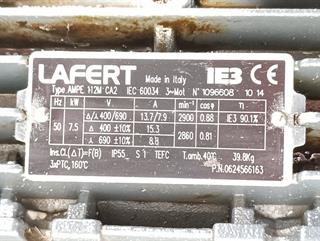 LAFERT Made in Italy IE3 CE
Type AMPE 112M CA2 IEC 60034 3~Mot N° 1096608 10 14
Hz kW V A min⁻¹ cosφ η
50 7.5 Δ/⅄ 400/690 13.7/7.9 2900 0.88 IE3 90.1%
Δ 400 ±10% 15.3 2860 0.81
⅄ 690 ±10% 8.8
Ins.Cl.(ΔT)=F(B) IP55 S1 TEFC T.amb.40°C 39.8Kg
3xPTC,160°C P.N.0624566163